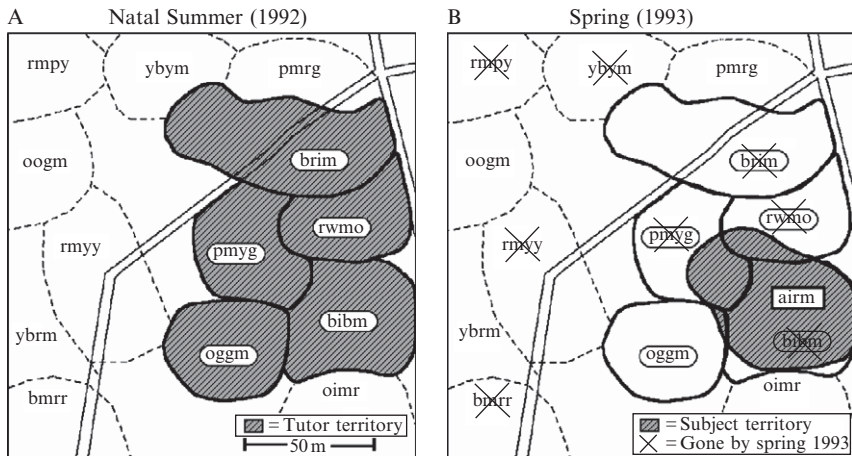 A Natal Summer (1992)
rmpy
ybym
pmrg
oogm
brim
rmyy
rwmo
pmyg
bibm
ybrm
oggm
oimr
bmrr
= Tutor territory
50 m
B Spring (1993)
rmpy
ybym
pmrg
oogm
brim
rwmo
rmyy
pmyg
airm
bibm
ybrm
oggm
oimr
bmrr
= Subject territory
= Gone by spring 1993